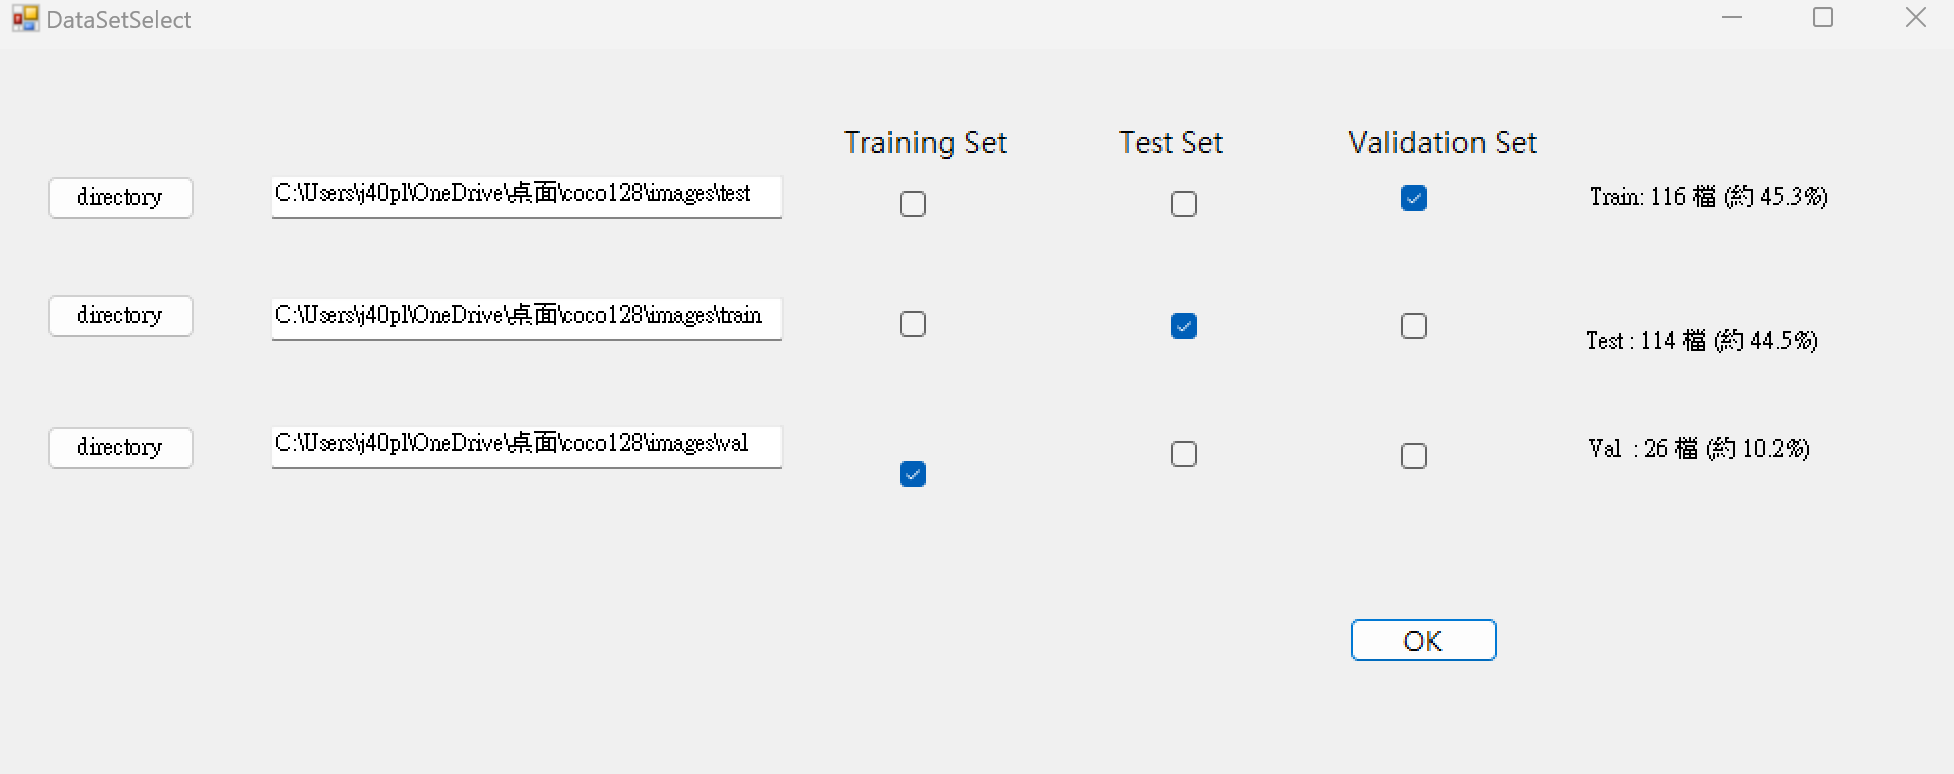 DataSetSelect
Training Set Test Set Validation Set
directory C:\Users\j40pl\OneDrive\桌面\coco128\images\test Train: 116 檔 (約 45.3%)
directory C:\Users\j40pl\OneDrive\桌面\coco128\images\train Test : 114 檔 (約 44.5%)
directory C:\Users\j40pl\OneDrive\桌面\coco128\images\val Val : 26 檔 (約 10.2%)
OK